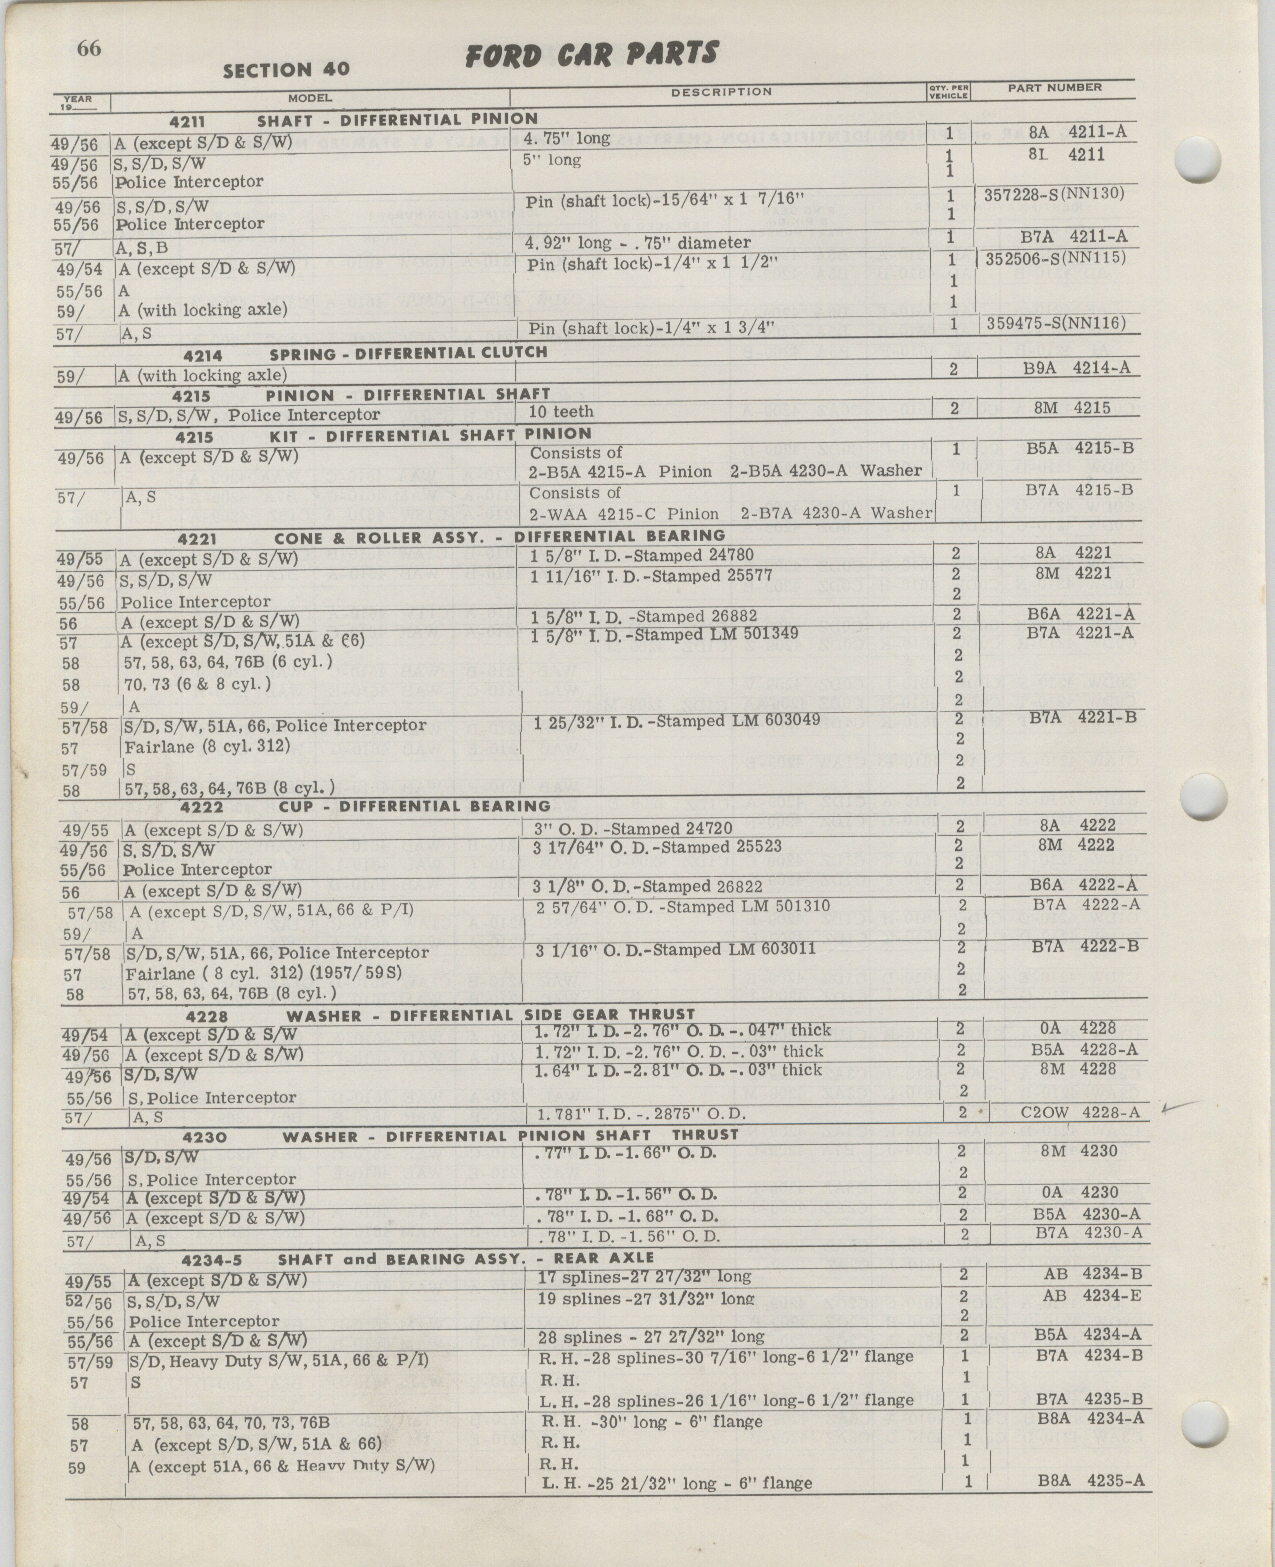 66
FORD CAR PARTS
SECTION 40
YEAR 19___ MODEL DESCRIPTION QTY. PER VEHICLE PART NUMBER
4211 SHAFT - DIFFERENTIAL PINION
49/56 A (except S/D & S/W) 4.75" long 1 8A 4211-A
49/56 S, S/D, S/W 5" long 1 8L 4211
55/56 Police Interceptor 1
49/56 S, S/D, S/W Pin (shaft lock)-15/64" x 1 7/16" 1 357228-S(NN130)
55/56 Police Interceptor 1
57/ A, S, B 4.92" long - .75" diameter 1 B7A 4211-A
49/54 A (except S/D & S/W) Pin (shaft lock)-1/4" x 1 1/2" 1 352506-S(NN115)
55/56 A 1
59/ A (with locking axle) 1
57/ A, S Pin (shaft lock)-1/4" x 1 3/4" 1 359475-S(NN116)
4214 SPRING - DIFFERENTIAL CLUTCH
59/ A (with locking axle) 2 B9A 4214-A
4215 PINION - DIFFERENTIAL SHAFT
49/56 S, S/D, S/W, Police Interceptor 10 teeth 2 8M 4215
4215 KIT - DIFFERENTIAL SHAFT PINION
49/56 A (except S/D & S/W) Consists of 1 B5A 4215-B
2-B5A 4215-A Pinion 2-B5A 4230-A Washer
57/ A, S Consists of 1 B7A 4215-B
2-WAA 4215-C Pinion 2-B7A 4230-A Washer
4221 CONE & ROLLER ASSY. - DIFFERENTIAL BEARING
49/55 A (except S/D & S/W) 1 5/8" I. D. -Stamped 24780 2 8A 4221
49/56 S, S/D, S/W 1 11/16" I. D. -Stamped 25577 2 8M 4221
55/56 Police Interceptor 2
56 A (except S/D & S/W) 1 5/8" I. D. -Stamped 26882 2 B6A 4221-A
57 A (except S/D, S/W, 51A & 66) 1 5/8" I. D. -Stamped LM 501349 2 B7A 4221-A
58 57, 58, 63, 64, 76B (6 cyl.) 2
58 70, 73 (6 & 8 cyl.) 2
59/ A 2
57/58 S/D, S/W, 51A, 66, Police Interceptor 1 25/32" I. D. -Stamped LM 603049 2 B7A 4221-B
57 Fairlane (8 cyl. 312) 2
57/59 S 2
58 57, 58, 63, 64, 76B (8 cyl.) 2
4222 CUP - DIFFERENTIAL BEARING
49/55 A (except S/D & S/W) 3" O. D. -Stamped 24720 2 8A 4222
49/56 S, S/D, S/W 3 17/64" O. D. -Stamped 25523 2 8M 4222
55/56 Police Interceptor 2
56 A (except S/D & S/W) 3 1/8" O. D. -Stamped 26822 2 B6A 4222-A
57/58 A (except S/D, S/W, 51A, 66 & P/I) 2 57/64" O. D. -Stamped LM 501310 2 B7A 4222-A
59/ A 2
57/58 S/D, S/W, 51A, 66, Police Interceptor 3 1/16" O. D. -Stamped LM 603011 2 B7A 4222-B
57 Fairlane ( 8 cyl. 312) (1957/59S) 2
58 57, 58, 63, 64, 76B (8 cyl.) 2
4228 WASHER - DIFFERENTIAL SIDE GEAR THRUST
49/54 A (except S/D & S/W 1.72" I. D. -2.76" O. D. -.047" thick 2 0A 4228
49/56 A (except S/D & S/W) 1.72" I. D. -2.76" O. D. -.03" thick 2 B5A 4228-A
49/56 S/D, S/W 1.64" I. D. -2.81" O. D. -.03" thick 2 8M 4228
55/56 S, Police Interceptor 2
57/ A, S 1.781" I. D. -.2875" O. D. 2 C2OW 4228-A
4230 WASHER - DIFFERENTIAL PINION SHAFT THRUST
49/56 S/D, S/W .77" I. D. -1.66" O. D. 2 8M 4230
55/56 S, Police Interceptor 2
49/54 A (except S/D & S/W) .78" I. D. -1.56" O. D. 2 0A 4230
49/56 A (except S/D & S/W) .78" I. D. -1.68" O. D. 2 B5A 4230-A
57/ A, S .78" I. D. -1.56" O. D. 2 B7A 4230-A
4234-5 SHAFT and BEARING ASSY. - REAR AXLE
49/55 A (except S/D & S/W) 17 splines-27 27/32" long 2 AB 4234-B
52/56 S, S/D, S/W 19 splines -27 31/32" long 2 AB 4234-E
55/56 Police Interceptor 2
55/56 A (except S/D & S/W) 28 splines - 27 27/32" long 2 B5A 4234-A
57/59 S/D, Heavy Duty S/W, 51A, 66 & P/I) R. H. -28 splines-30 7/16" long-6 1/2" flange 1 B7A 4234-B
57 S R. H. 1
L. H. -28 splines-26 1/16" long-6 1/2" flange 1 B7A 4235-B
58 57, 58, 63, 64, 70, 73, 76B R. H. -30" long - 6" flange 1 B8A 4234-A
57 A (except S/D, S/W, 51A & 66) R. H. 1
59 A (except 51A, 66 & Heavy Duty S/W) R. H. 1
L. H. -25 21/32" long - 6" flange 1 B8A 4235-A